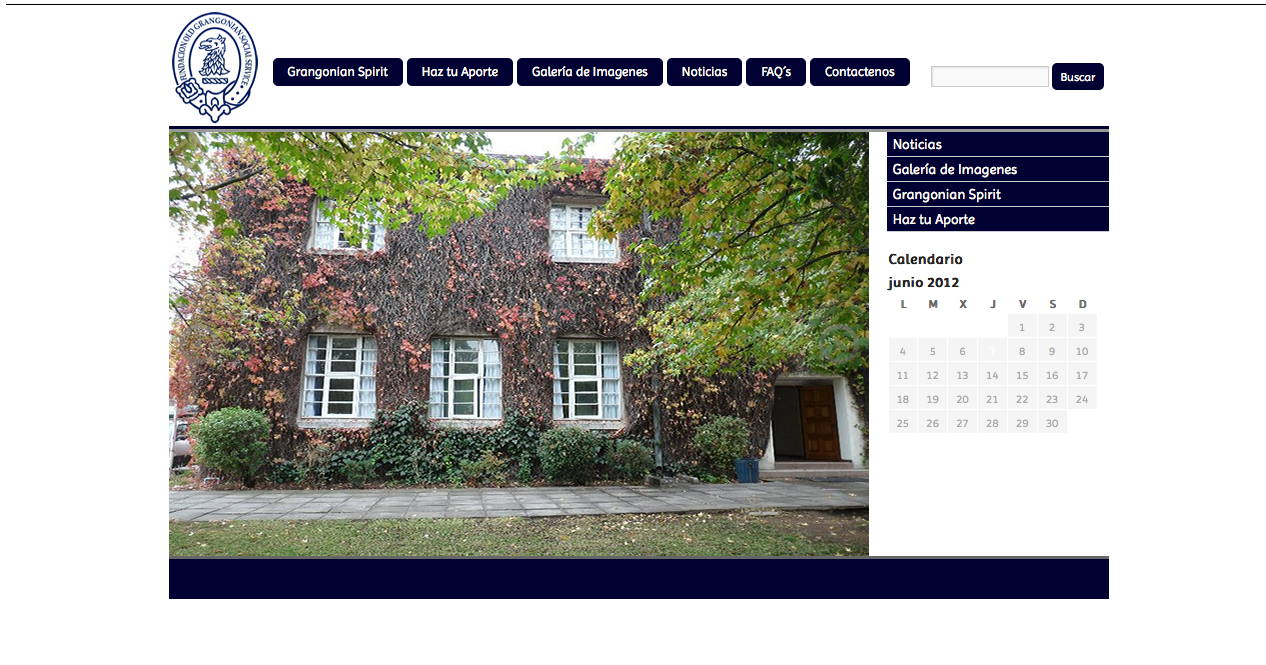 FUNDACION OLD GRANGONIAN SOCIAL SERVICE
Grangonian Spirit
Haz tu Aporte
Galería de Imagenes
Noticias
FAQ´s
Contactenos
Buscar
Noticias
Galería de Imagenes
Grangonian Spirit
Haz tu Aporte
Calendario
junio 2012
L M X J V S D
1 2 3
4 5 6 7 8 9 10
11 12 13 14 15 16 17
18 19 20 21 22 23 24
25 26 27 28 29 30